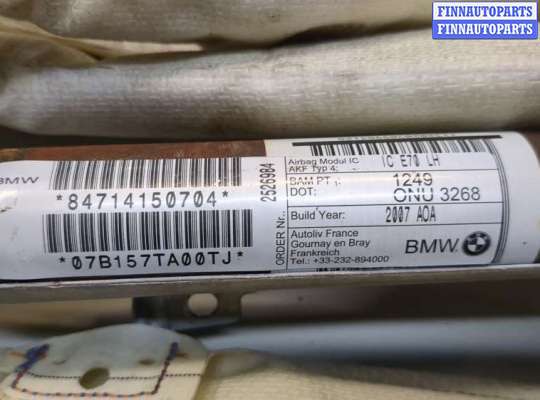 FINNAUTOPARTS
FINNAUTOPARTS
BMW
*84714150704*
*07B157TA00TJ*
ORDER Nr.: 2526984
Airbag Modul IC IC E70 LH
AKF Typ 4:
BAM PT 1249
DOT: ONU 3268
Build Year: 2007 AOA
Autoliv France
Gournay en Bray
Frankreich
Tel.: +33-232-894000
BMW